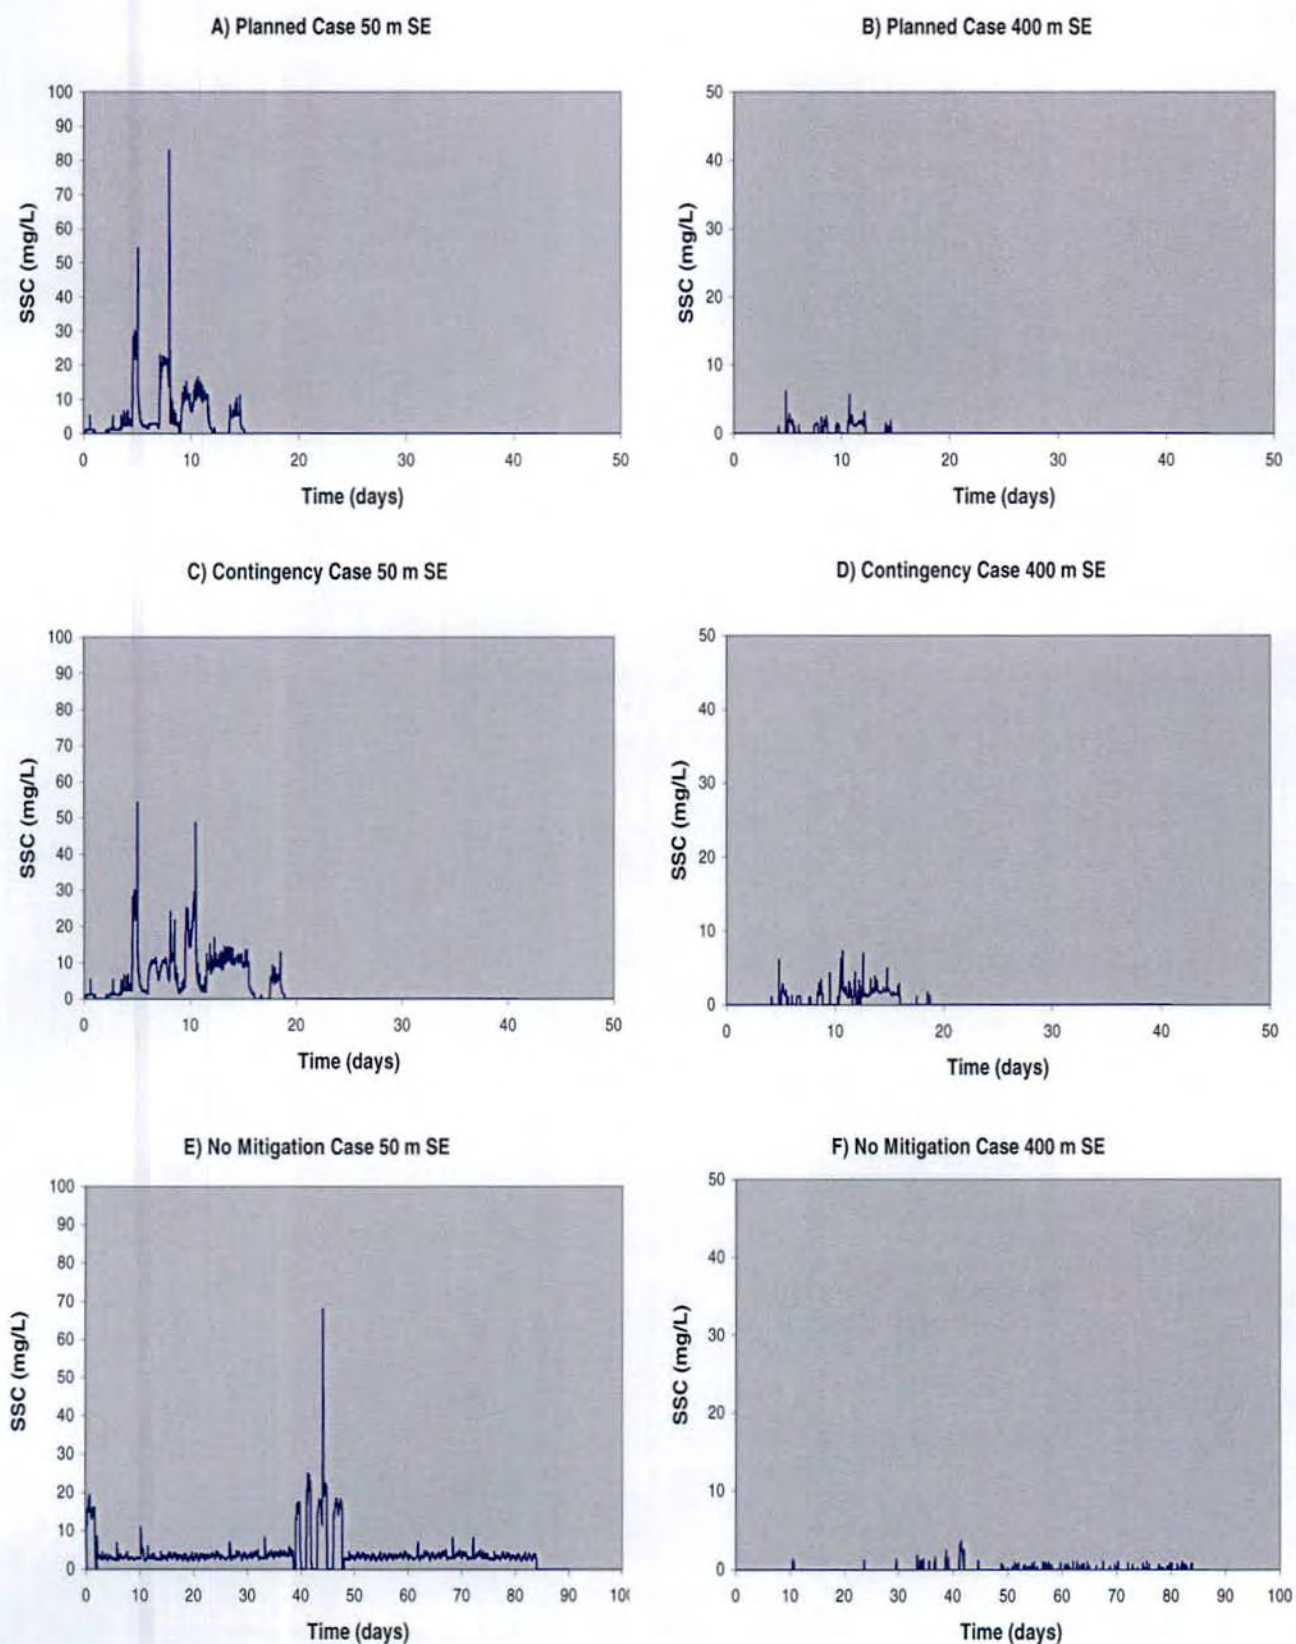 A) Planned Case 50 m SE
100
90
80
70
60
50
40
30
20
10
0
SSC (mg/L)
0 10 20 30 40 50
Time (days)
B) Planned Case 400 m SE
50
40
30
20
10
0
SSC (mg/L)
0 10 20 30 40 50
Time (days)
C) Contingency Case 50 m SE
100
90
80
70
60
50
40
30
20
10
0
SSC (mg/L)
0 10 20 30 40 50
Time (days)
D) Contingency Case 400 m SE
50
40
30
20
10
0
SSC (mg/L)
0 10 20 30 40 50
Time (days)
E) No Mitigation Case 50 m SE
100
90
80
70
60
50
40
30
20
10
0
SSC (mg/L)
0 10 20 30 40 50 60 70 80 90 10
Time (days)
F) No Mitigation Case 400 m SE
50
40
30
20
10
0
SSC (mg/L)
0 10 20 30 40 50 60 70 80 90 100
Time (days)